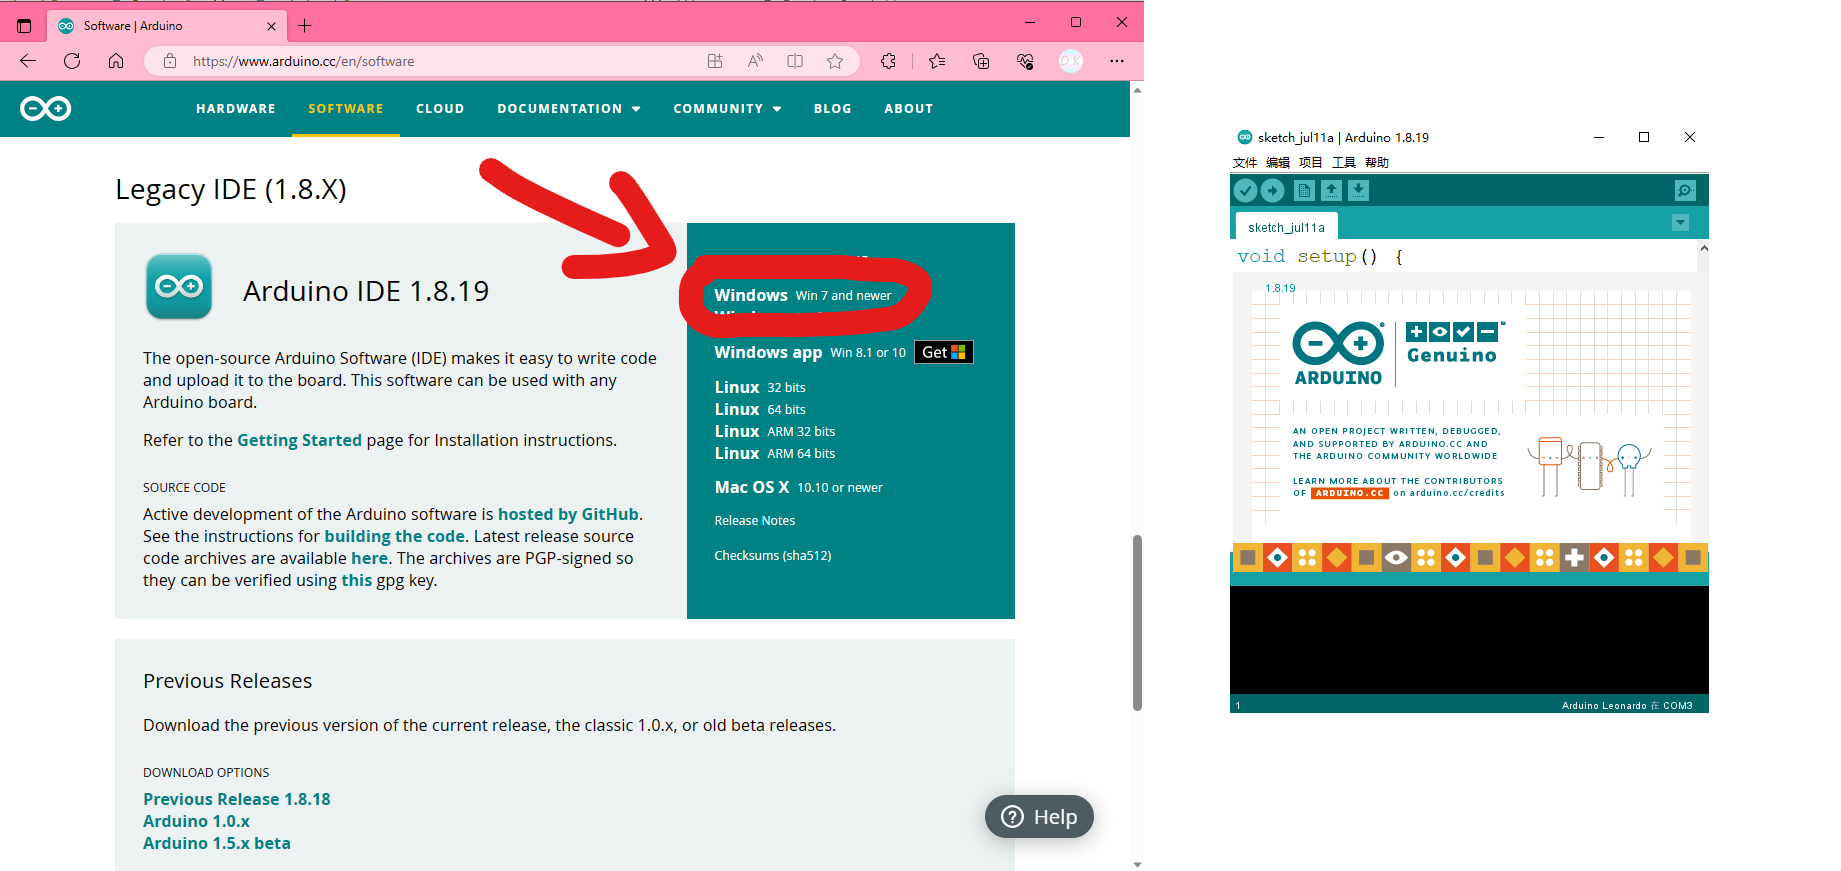 Software | Arduino
https://www.arduino.cc/en/software
DK
HARDWARE SOFTWARE CLOUD DOCUMENTATION COMMUNITY BLOG ABOUT
Legacy IDE (1.8.X)
Arduino IDE 1.8.19
The open-source Arduino Software (IDE) makes it easy to write code
and upload it to the board. This software can be used with any
Arduino board.
Refer to the Getting Started page for Installation instructions.
SOURCE CODE
Active development of the Arduino software is hosted by GitHub.
See the instructions for building the code. Latest release source
code archives are available here. The archives are PGP-signed so
they can be verified using this gpg key.
Windows Win 7 and newer
Windows app Win 8.1 or 10 Get
Linux 32 bits
Linux 64 bits
Linux ARM 32 bits
Linux ARM 64 bits
Mac OS X 10.10 or newer
Release Notes
Checksums (sha512)
Previous Releases
Download the previous version of the current release, the classic 1.0.x, or old beta releases.
DOWNLOAD OPTIONS
Previous Release 1.8.18
Arduino 1.0.x
Arduino 1.5.x beta
Help
sketch_jul11a | Arduino 1.8.19
文件 编辑 项目 工具 帮助
sketch_jul11a
void setup() {
1.8.19
ARDUINO
Genuino™
AN OPEN PROJECT WRITTEN, DEBUGGED,
AND SUPPORTED BY ARDUINO.CC AND
THE ARDUINO COMMUNITY WORLDWIDE
LEARN MORE ABOUT THE CONTRIBUTORS
OF ARDUINO.CC on arduino.cc/credits
1 Arduino Leonardo 在 COM3